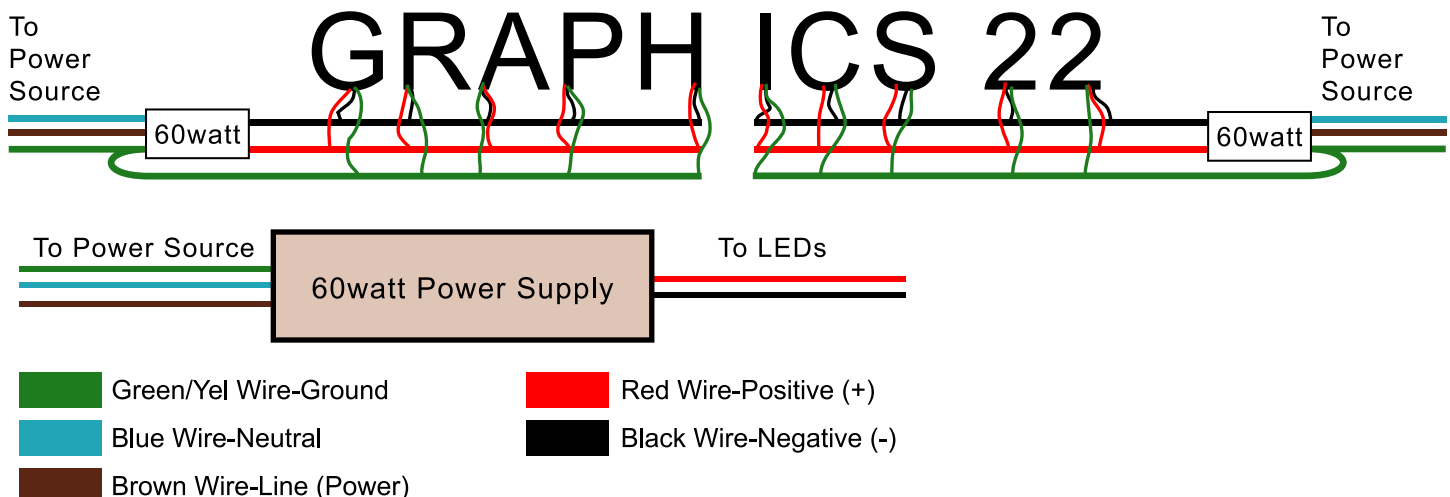 To
Power
Source
GRAPH ICS 22
To
Power
Source
60watt
60watt
To Power Source
60watt Power Supply
To LEDs
Green/Yel Wire-Ground
Red Wire-Positive (+)
Blue Wire-Neutral
Black Wire-Negative (-)
Brown Wire-Line (Power)